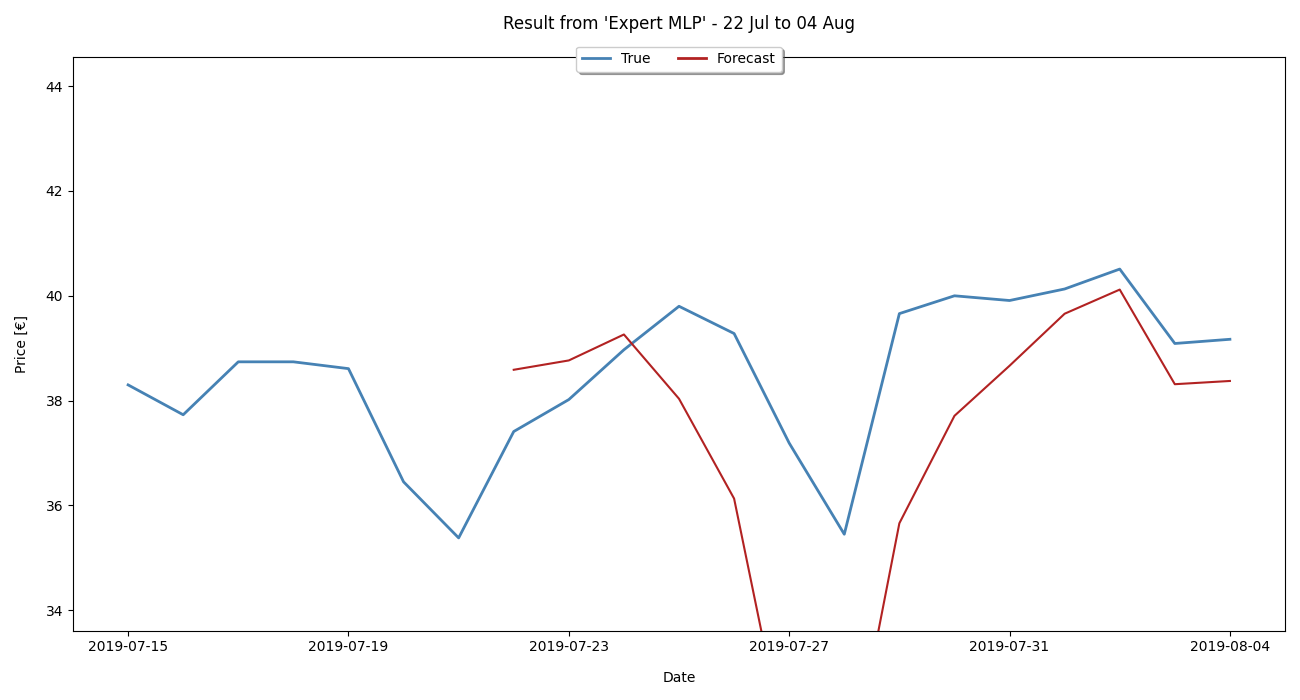 Result from 'Expert MLP' - 22 Jul to 04 Aug
True Forecast
44
42
40
38
36
34
Price [€]
2019-07-15 2019-07-19 2019-07-23 2019-07-27 2019-07-31 2019-08-04
Date